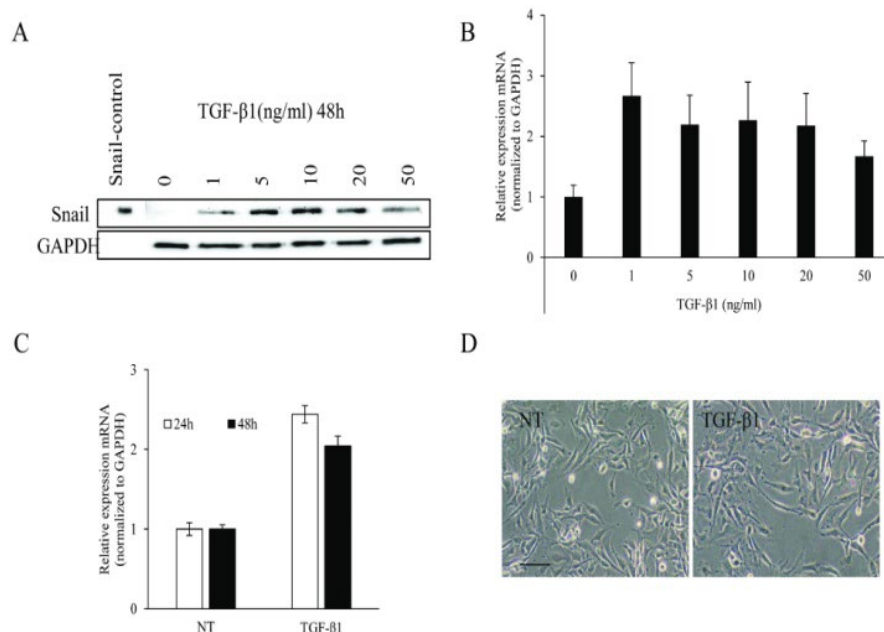 A
Snail-control
TGF-β1(ng/ml) 48h
0 1 5 10 20 50
Snail
GAPDH
B
Relative expression mRNA
(normalized to GAPDH)
4
3
2
1
0
0 1 5 10 20 50
TGF-β1 (ng/ml)
C
Relative expression mRNA
(normalized to GAPDH)
3
2
1
0
24h 48h
NT TGF-β1
D
NT
TGF-β1